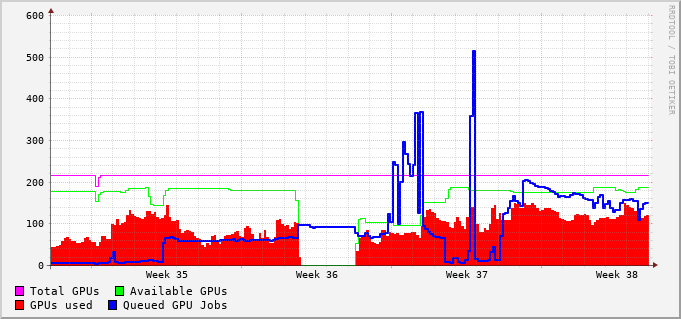 600
500
400
300
200
100
0
Week 35 Week 36 Week 37 Week 38
Total GPUs Available GPUs
GPUs used Queued GPU Jobs
RRDTOOL / TOBI OETIKER